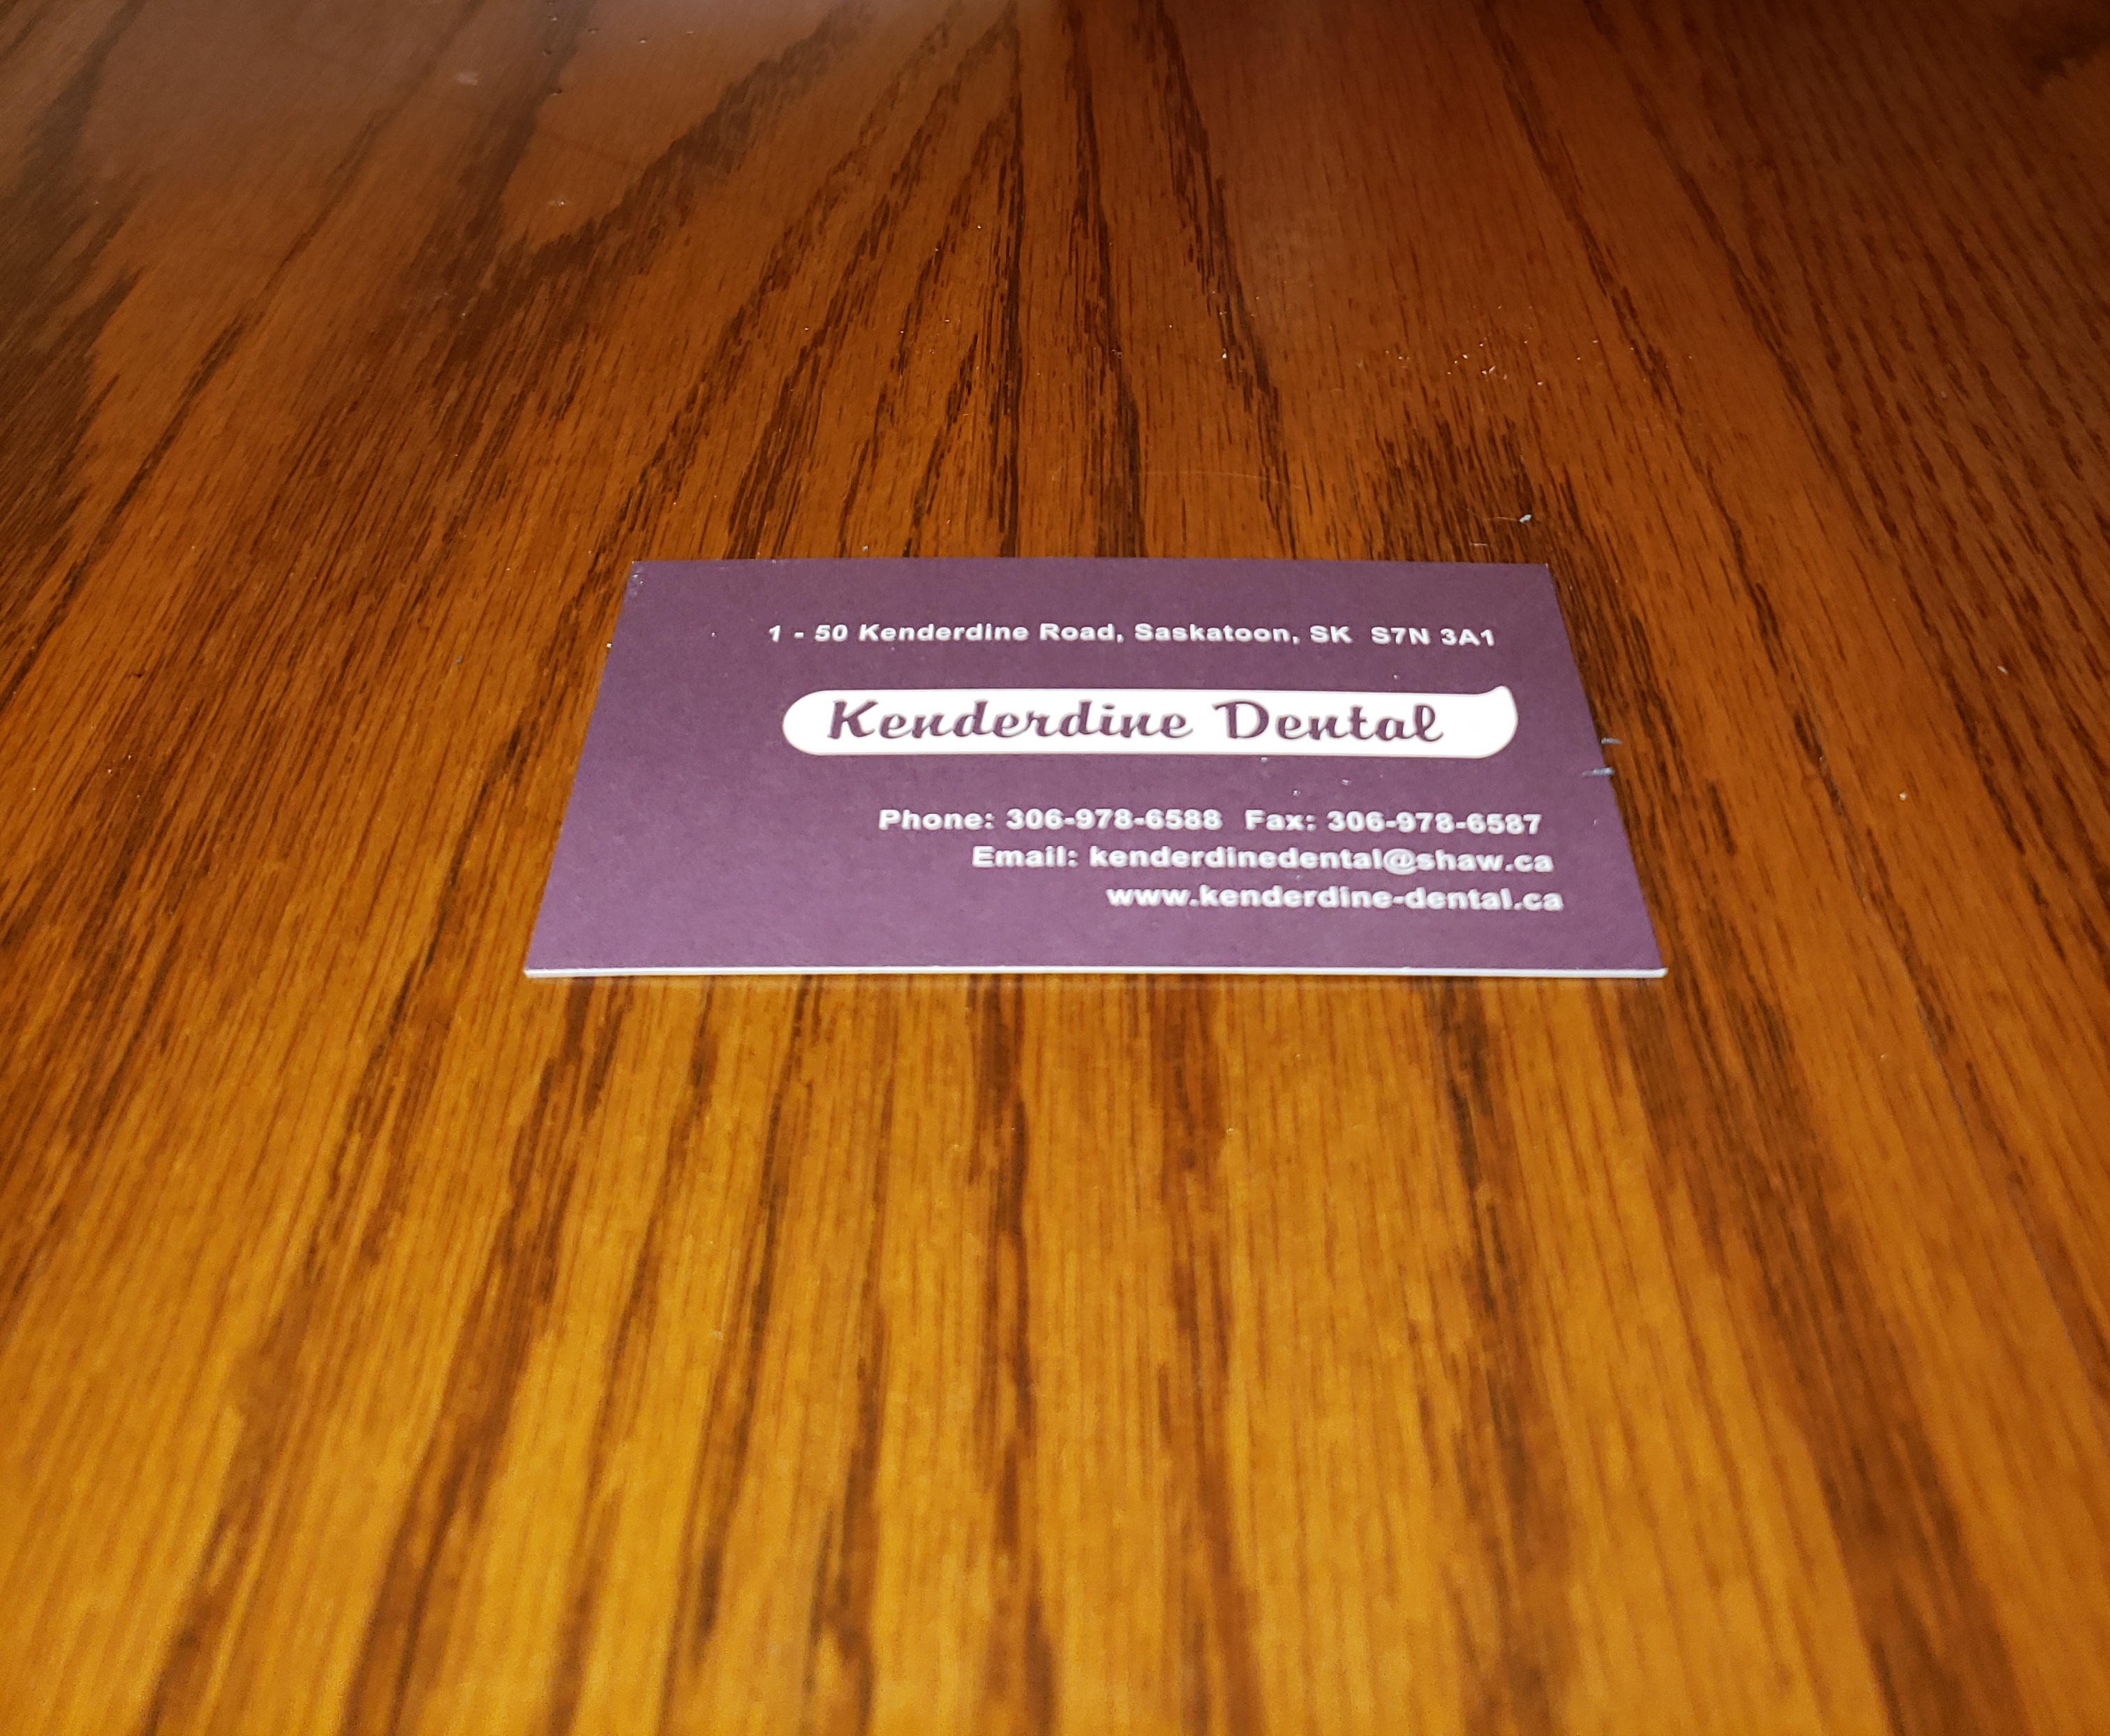 1 - 50 Kenderdine Road, Saskatoon, SK S7N 3A1
Kenderdine Dental
Phone: 306-978-6588 Fax: 306-978-6587
Email: kenderdinedental@shaw.ca
www.kenderdine-dental.ca